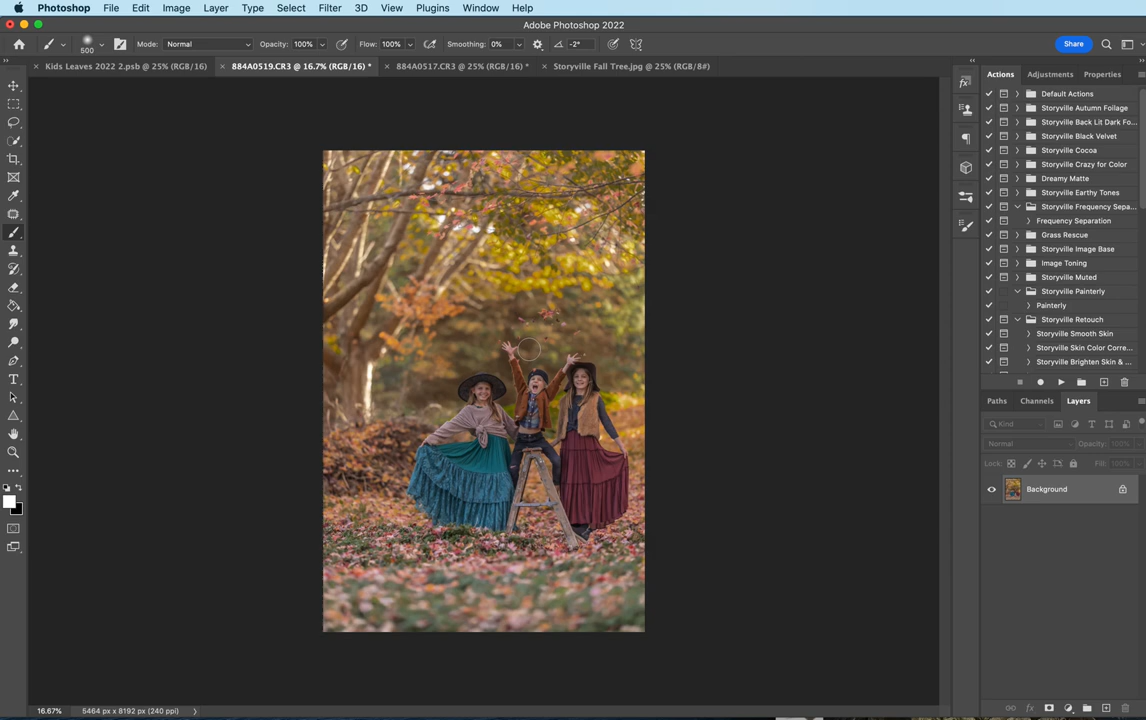 Photoshop File Edit Image Layer Type Select Filter 3D View Plugins Window Help
Adobe Photoshop 2022
500 Mode: Normal Opacity: 100% Flow: 100% Smoothing: 0% -2° Share
Kids Leaves 2022 2.psb @ 25% (RGB/16) 884A0519.CR3 @ 16.7% (RGB/16) * 884A0517.CR3 @ 25% (RGB/16) * Storyville Fall Tree.jpg @ 25% (RGB/8#)
Actions Adjustments Properties
Default Actions
Storyville Autumn Foilage
Storyville Back Lit Dark Fo...
Storyville Black Velvet
Storyville Cocoa
Storyville Crazy for Color
Dreamy Matte
Storyville Earthy Tones
Storyville Frequency Sepa...
Frequency Separation
Grass Rescue
Storyville Image Base
Image Toning
Storyville Muted
Storyville Painterly
Painterly
Storyville Retouch
Storyville Smooth Skin
Storyville Skin Color Corre...
Storyville Brighten Skin & ...
Paths Channels Layers
Kind
Normal Opacity: 100%
Lock: Fill: 100%
Background
16.67% 5464 px x 8192 px (240 ppi)